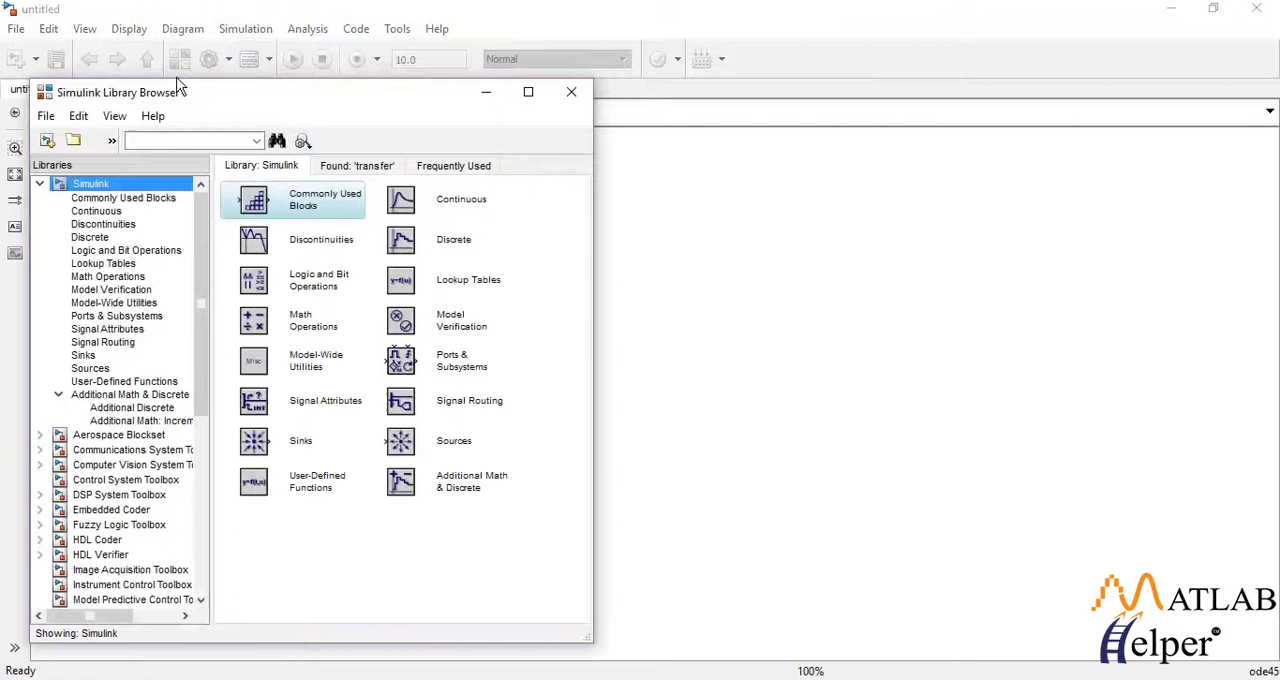 untitled
File Edit View Display Diagram Simulation Analysis Code Tools Help
10.0 Normal
Simulink Library Browser
File Edit View Help
»
Libraries
Library: Simulink Found: 'transfer' Frequently Used
Simulink
Commonly Used Blocks
Continuous
Discontinuities
Discrete
Logic and Bit Operations
Lookup Tables
Math Operations
Model Verification
Model-Wide Utilities
Ports & Subsystems
Signal Attributes
Signal Routing
Sinks
Sources
User-Defined Functions
Additional Math & Discrete
Additional Discrete
Additional Math: Increm
Aerospace Blockset
Communications System To
Computer Vision System To
Control System Toolbox
DSP System Toolbox
Embedded Coder
Fuzzy Logic Toolbox
HDL Coder
HDL Verifier
Image Acquisition Toolbox
Instrument Control Toolbox
Model Predictive Control To
Commonly Used
Blocks
Continuous
Discontinuities
Discrete
Logic and Bit
Operations
Lookup Tables
Math
Operations
Model
Verification
Misc
Model-Wide
Utilities
Ports &
Subsystems
Signal Attributes
Signal Routing
Sinks
Sources
User-Defined
Functions
Additional Math
& Discrete
Showing: Simulink
MATLAB
Helper™
»
Ready 100% ode45